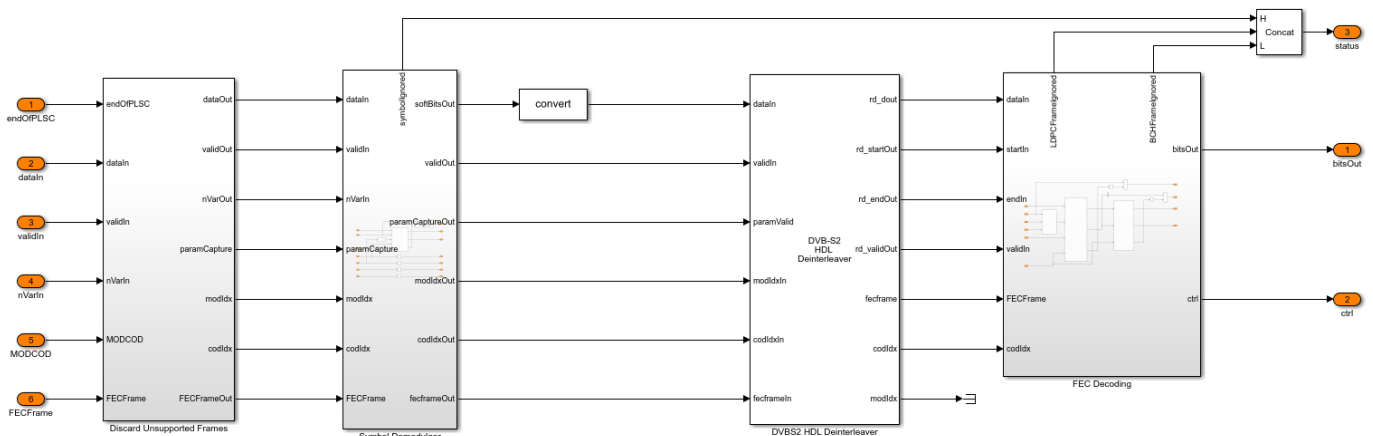 H
Concat
L
3
status
1
endOfPLSC
2
dataIn
3
validIn
4
nVarIn
5
MODCOD
6
FECFrame
endOfPLSC
dataIn
validIn
nVarIn
MODCOD
FECFrame
dataOut
validOut
nVarOut
paramCapture
modIdx
codIdx
FECFrameOut
Discard Unsupported Frames
symbolIgnored
dataIn
validIn
nVarIn
paramCapture
modIdx
codIdx
FECFrame
softBitsOut
validOut
paramCaptureOut
modIdxOut
codIdxOut
fecframeOut
Symbol Demodulator
convert
dataIn
validIn
paramValid
modIdxIn
codIdxIn
fecframeIn
DVB-S2
HDL
Deinterleaver
rd_dout
rd_startOut
rd_endOut
rd_validOut
fecframe
codIdx
modIdx
DVBS2 HDL Deinterleaver
LDPCFrameIgnored
BCHFrameIgnored
dataIn
startIn
endIn
validIn
FECFrame
codIdx
bitsOut
ctrl
FEC Decoding
1
bitsOut
2
ctrl